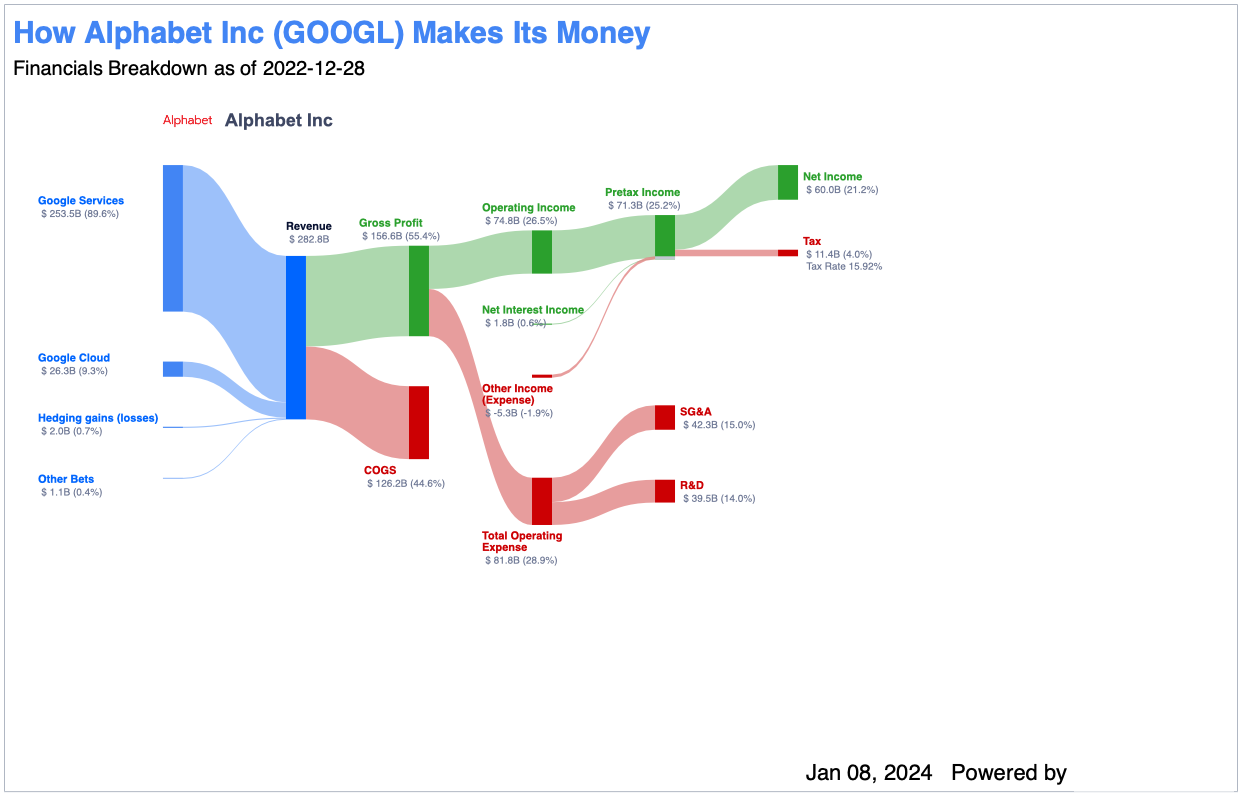 How Alphabet Inc (GOOGL) Makes Its Money
Financials Breakdown as of 2022-12-28
Alphabet Alphabet Inc
Google Services
$ 253.5B (89.6%)
Google Cloud
$ 26.3B (9.3%)
Hedging gains (losses)
$ 2.0B (0.7%)
Other Bets
$ 1.1B (0.4%)
Revenue
$ 282.8B
Gross Profit
$ 156.6B (55.4%)
COGS
$ 126.2B (44.6%)
Operating Income
$ 74.8B (26.5%)
Net Interest Income
$ 1.8B (0.6%)
Other Income
(Expense)
$ -5.3B (-1.9%)
Total Operating
Expense
$ 81.8B (28.9%)
Pretax Income
$ 71.3B (25.2%)
SG&A
$ 42.3B (15.0%)
R&D
$ 39.5B (14.0%)
Net Income
$ 60.0B (21.2%)
Tax
$ 11.4B (4.0%)
Tax Rate 15.92%
Jan 08, 2024 Powered by